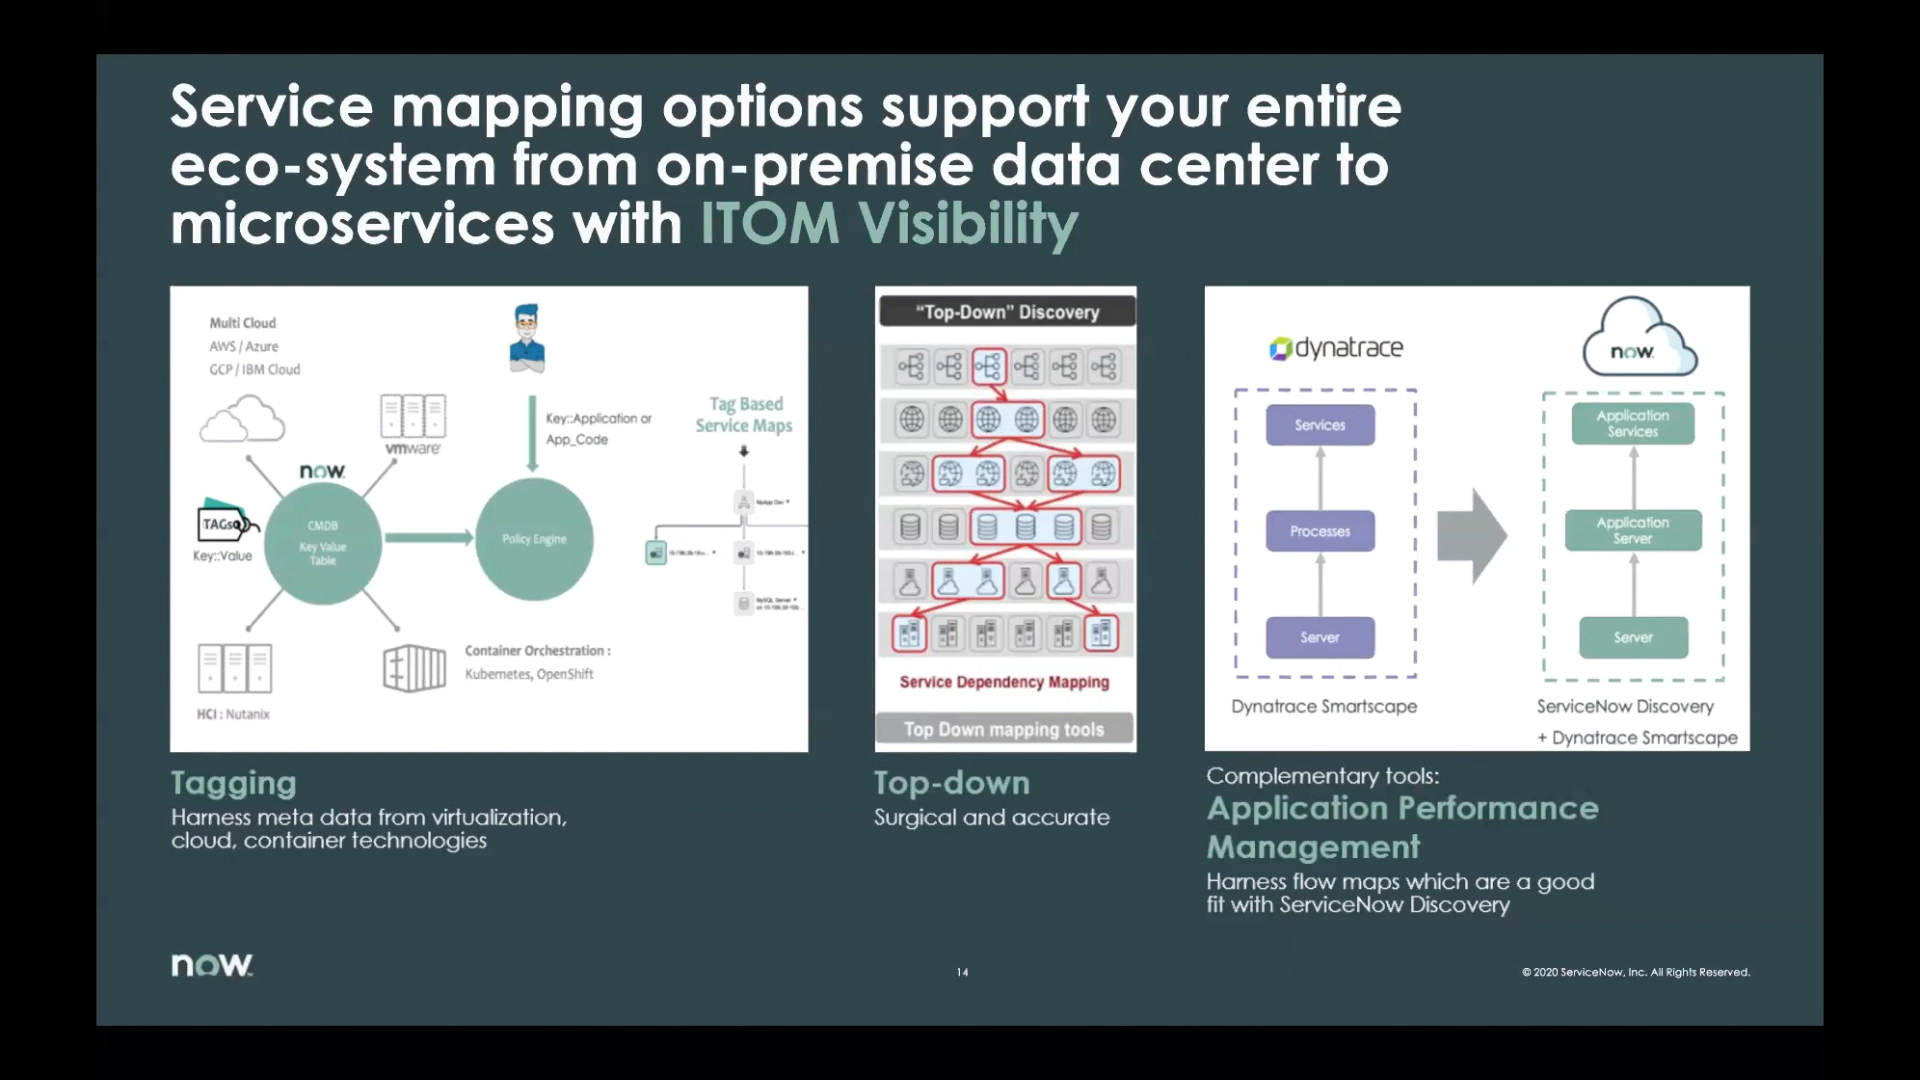 Service mapping options support your entire
eco-system from on-premise data center to
microservices with ITOM Visibility
Multi Cloud
AWS / Azure
GCP / IBM Cloud
vmware
now.
TAGs
Key::Value
CMDB
Key Value
Table
Key::Application or
App_Code
Policy Engine
Tag Based
Service Maps
HCI : Nutanix
Container Orchestration :
Kubernetes, OpenShift
Tagging
Harness meta data from virtualization,
cloud, container technologies
“Top-Down” Discovery
Service Dependency Mapping
Top Down mapping tools
Top-down
Surgical and accurate
dynatrace
now.
Services
Processes
Server
Dynatrace Smartscape
Application
Services
Application
Server
Server
ServiceNow Discovery
+ Dynatrace Smartscape
Complementary tools:
Application Performance
Management
Harness flow maps which are a good
fit with ServiceNow Discovery
now.
14
© 2020 ServiceNow, Inc. All Rights Reserved.